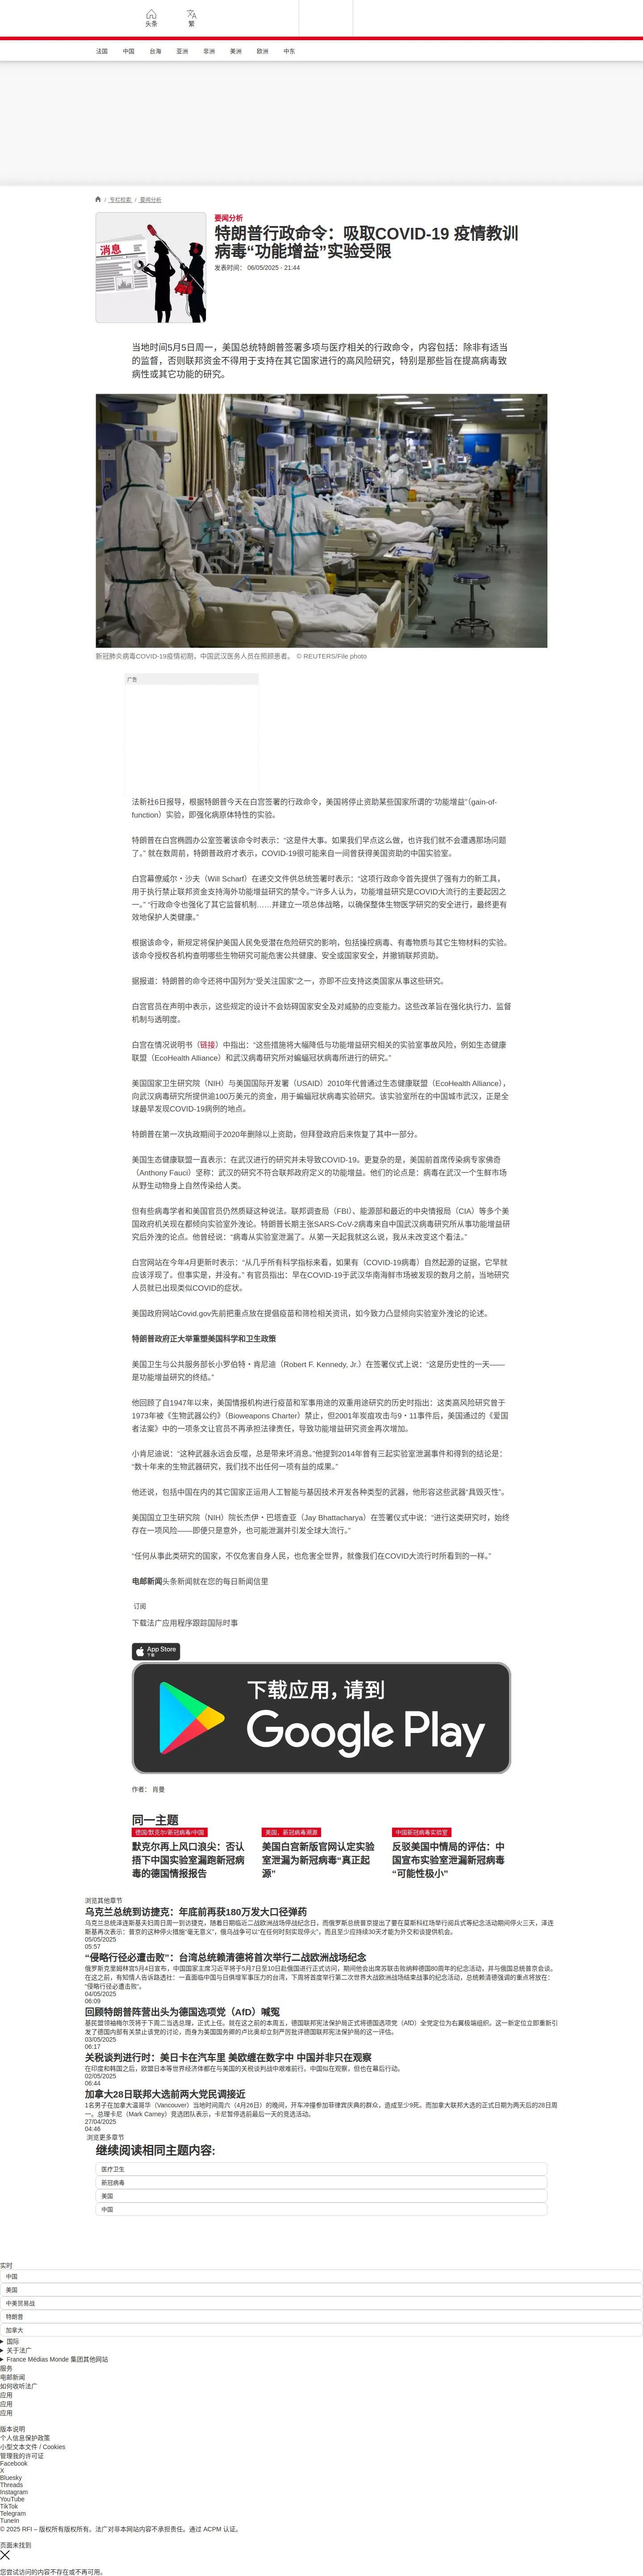 头条
繁
法国 中国 台海 亚洲 非洲 美洲 欧洲 中东
/ 专栏检索 / 要闻分析
消息
要闻分析
特朗普行政命令：吸取COVID-19 疫情教训
病毒“功能增益”实验受限
发表时间： 06/05/2025 - 21:44
当地时间5月5日周一，美国总统特朗普签署多项与医疗相关的行政命令，内容包括：除非有适当
的监督，否则联邦资金不得用于支持在其它国家进行的高风险研究，特别是那些旨在提高病毒致
病性或其它功能的研究。
新冠肺炎病毒COVID-19疫情初期，中国武汉医务人员在照顾患者。 © REUTERS/File photo
广告
法新社6日报导，根据特朗普今天在白宫签署的行政命令，美国将停止资助某些国家所谓的“功能增益”（gain-of-
function）实验，即强化病原体特性的实验。
特朗普在白宫椭圆办公室签署该命令时表示：“这是件大事。如果我们早点这么做，也许我们就不会遭遇那场问题
了。” 就在数周前，特朗普政府才表示，COVID-19很可能来自一间曾获得美国资助的中国实验室。
白宫幕僚威尔・沙夫（Will Scharf）在递交文件供总统签署时表示：“这项行政命令首先提供了强有力的新工具，
用于执行禁止联邦资金支持海外功能增益研究的禁令。”“许多人认为，功能增益研究是COVID大流行的主要起因之
一。” “行政命令也强化了其它监督机制……并建立一项总体战略，以确保整体生物医学研究的安全进行，最终更有
效地保护人类健康。”
根据该命令，新规定将保护美国人民免受潜在危险研究的影响，包括操控病毒、有毒物质与其它生物材料的实验。
该命令授权各机构查明哪些生物研究可能危害公共健康、安全或国家安全，并撤销联邦资助。
据报道：特朗普的命令还将中国列为“受关注国家”之一，亦即不应支持这类国家从事这些研究。
白宫官员在声明中表示，这些规定的设计不会妨碍国家安全及对威胁的应变能力。这些改革旨在强化执行力、监督
机制与透明度。
白宫在情况说明书（链接）中指出：“这些措施将大幅降低与功能增益研究相关的实验室事故风险，例如生态健康
联盟（EcoHealth Alliance）和武汉病毒研究所对蝙蝠冠状病毒所进行的研究。”
美国国家卫生研究院（NIH）与美国国际开发署（USAID）2010年代曾通过生态健康联盟（EcoHealth Alliance），
向武汉病毒研究所提供逾100万美元的资金，用于蝙蝠冠状病毒实验研究。该实验室所在的中国城市武汉，正是全
球最早发现COVID-19病例的地点。
特朗普在第一次执政期间于2020年删除以上资助，但拜登政府后来恢复了其中一部分。
美国生态健康联盟一直表示：在武汉进行的研究并未导致COVID-19。更复杂的是，美国前首席传染病专家佛奇
（Anthony Fauci）坚称：武汉的研究不符合联邦政府定义的功能增益。他们的论点是：病毒在武汉一个生鲜市场
从野生动物身上自然传染给人类。
但有些病毒学者和美国官员仍然质疑这种说法。联邦调查局（FBI）、能源部和最近的中央情报局（CIA）等多个美
国政府机关现在都倾向实验室外洩论。特朗普长期主张SARS-CoV-2病毒来自中国武汉病毒研究所从事功能增益研
究后外洩的论点。他曾经说：“病毒从实验室泄漏了。从第一天起我就这么说，我从未改变这个看法。”
白宫网站在今年4月更新时表示：“从几乎所有科学指标来看，如果有（COVID-19病毒）自然起源的证据，它早就
应该浮现了。但事实是，并没有。” 有官员指出：早在COVID-19于武汉华南海鲜市场被发现的数月之前，当地研究
人员就已出现类似COVID的症状。
美国政府网站Covid.gov先前把重点放在提倡疫苗和筛检相关资讯，如今致力凸显倾向实验室外洩论的论述。
特朗普政府正大举重塑美国科学和卫生政策
美国卫生与公共服务部长小罗伯特・肯尼迪（Robert F. Kennedy, Jr.）在签署仪式上说：“这是历史性的一天——
是功能增益研究的终结。”
他回顾了自1947年以来，美国情报机构进行疫苗和军事用途的双重用途研究的历史时指出：这类高风险研究曾于
1973年被《生物武器公约》（Bioweapons Charter）禁止，但2001年炭疽攻击与9・11事件后，美国通过的《爱国
者法案》中的一项条文让官员不再承担法律责任，导致功能增益研究资金再次增加。
小肯尼迪说：“这种武器永远会反噬，总是带来坏消息。”他提到2014年曾有三起实验室泄漏事件和得到的结论是：
“数十年来的生物武器研究，我们找不出任何一项有益的成果。”
他还说，包括中国在内的其它国家正运用人工智能与基因技术开发各种类型的武器，他形容这些武器“具毁灭性”。
美国国立卫生研究院（NIH）院长杰伊・巴塔查亚（Jay Bhattacharya）在签署仪式中说：“进行这类研究时，始终
存在一项风险——即便只是意外，也可能泄漏并引发全球大流行。”
“任何从事此类研究的国家，不仅危害自身人民，也危害全世界，就像我们在COVID大流行时所看到的一样。”
电邮新闻头条新闻就在您的每日新闻信里
订阅
下载法广应用程序跟踪国际时事
App Store
下载
下载应用，请到
Google Play
作者： 肖曼
同一主题
德国/默克尔/新冠病毒/中国
默克尔再上风口浪尖：否认
捂下中国实验室漏跑新冠病
毒的德国情报报告
美国、新冠病毒溯源
美国白宫新版官网认定实验
室泄漏为新冠病毒“真正起
源”
中国新冠病毒实验室
反驳美国中情局的评估：中
国宣布实验室泄漏新冠病毒
“可能性极小”
浏览其他章节
乌克兰总统到访捷克：年底前再获180万发大口径弹药
乌克兰总统泽连斯基夫妇周日周一到访捷克，随着日期临近二战欧洲战场停战纪念日，而俄罗斯总统普京提出了要在莫斯科红场举行阅兵式等纪念活动期间停火三天，泽连
斯基再次表示：普京的这种停火措施“毫无意义”，俄乌战争可以“在任何时刻实现停火”，而且至少应持续30天才能为外交和谈提供机会。
05/05/2025
05:57
“侵略行径必遭击败”：台湾总统赖清德将首次举行二战欧洲战场纪念
俄罗斯克里姆林宫5月4日宣布，中国国家主席习近平将于5月7日至10日赴俄国进行正式访问，期间他会出席苏联击败纳粹德国80周年的纪念活动，并与俄国总统普京会谈。
在这之前，有知情人告诉路透社：一直面临中国与日俱增军事压力的台湾，下周将首度举行第二次世界大战欧洲战场结束战事的纪念活动，总统赖清德强调的重点将放在：
“侵略行径必遭击败”。
04/05/2025
06:09
回顾特朗普阵营出头为德国选项党（AfD）喊冤
基民盟领袖梅尔茨将于下周二当选总理，正式上任。就在这之前的本周五，德国联邦宪法保护局正式将德国选项党（AfD）全党定位为右翼极端组织。这一新定位立即重新引
发了德国内部有关禁止该党的讨论，而身为美国国务卿的卢比奥却立刻严厉批评德国联邦宪法保护局的这一评估。
03/05/2025
06:17
关税谈判进行时：美日卡在汽车里 美欧缠在数字中 中国并非只在观察
在印度和韩国之后，欧盟日本等世界经济体都在与美国的关税谈判战中艰难前行。中国似在观察，但也在幕后行动。
02/05/2025
06:44
加拿大28日联邦大选前两大党民调接近
1名男子在加拿大温哥华（Vancouver）当地时间周六（4月26日）的晚间，开车冲撞参加菲律宾庆典的群众，造成至少9死。而加拿大联邦大选的正式日期为两天后的28日周
一。总理卡尼（Mark Carney）竞选团队表示，卡尼暂停选前最后一天的竞选活动。
27/04/2025
04:46
浏览更多章节
继续阅读相同主题内容:
医疗卫生
新冠病毒
美国
中国
实时
中国
美国
中美贸易战
特朗普
加拿大
国际
关于法广
France Médias Monde 集团其他网站
服务
电邮新闻
如何收听法广
应用
应用
应用
版本说明
个人信息保护政策
小型文本文件 / Cookies
管理我的许可证
Facebook
X
Bluesky
Threads
Instagram
YouTube
TikTok
Telegram
TuneIn
© 2025 RFI – 版权所有版权所有。法广对非本网站内容不承担责任。通过 ACPM 认证。
页面未找到
您尝试访问的内容不存在或不再可用。